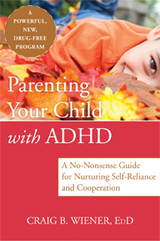 A
POWERFUL,
NEW,
DRUG-FREE
PROGRAM
Parenting
Your Child
with ADHD
A No-Nonsense Guide
for Nurturing Self-Reliance
and Cooperation
CRAIG B. WIENER, EDD